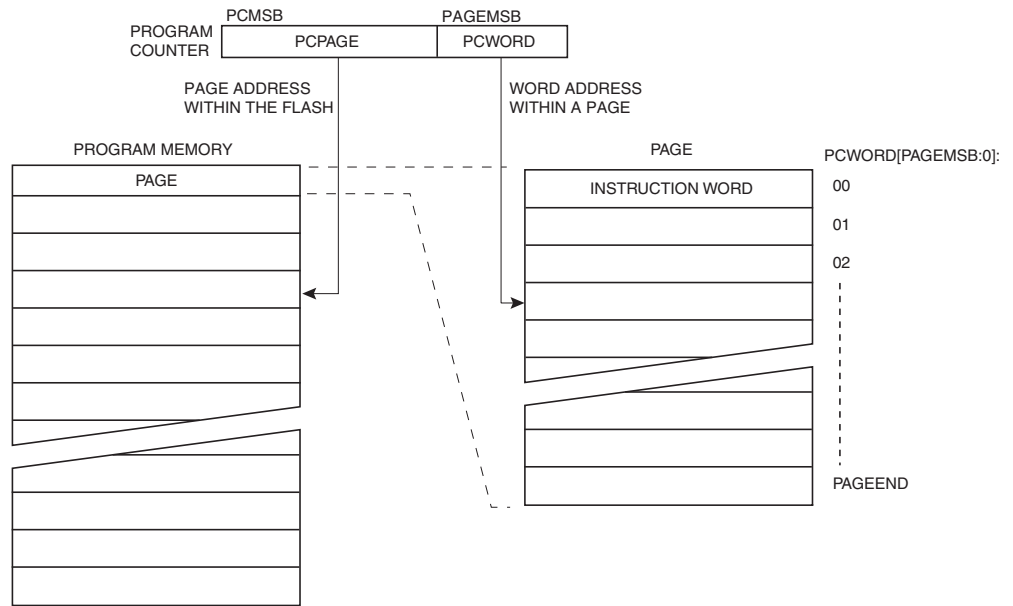 PCMSB
PAGEMSB
PROGRAM
COUNTER
PCPAGE
PCWORD
PAGE ADDRESS
WITHIN THE FLASH
WORD ADDRESS
WITHIN A PAGE
PROGRAM MEMORY
PAGE
PAGE
PCWORD[PAGEMSB:0]:
INSTRUCTION WORD
00
01
02
PAGEEND